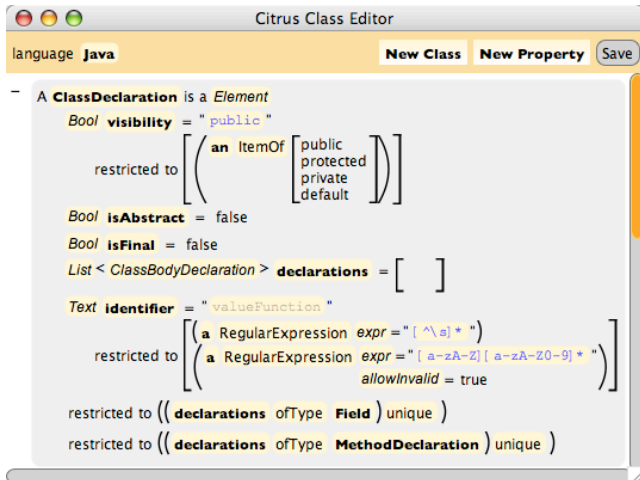 Citrus Class Editor
language Java New Class New Property Save
– A ClassDeclaration is a Element
Bool visibility = "public"
restricted to [(an ItemOf [public
protected
private
default])]
Bool isAbstract = false
Bool isFinal = false
List < ClassBodyDeclaration > declarations = [ ]
Text identifier = "valueFunction"
restricted to [(a RegularExpression expr = "[ ^\s]* ")
(a RegularExpression expr = "[ a-zA-Z][ a-zA-Z0-9]* "
allowInvalid = true)]
restricted to ((declarations ofType Field) unique )
restricted to ((declarations ofType MethodDeclaration) unique )